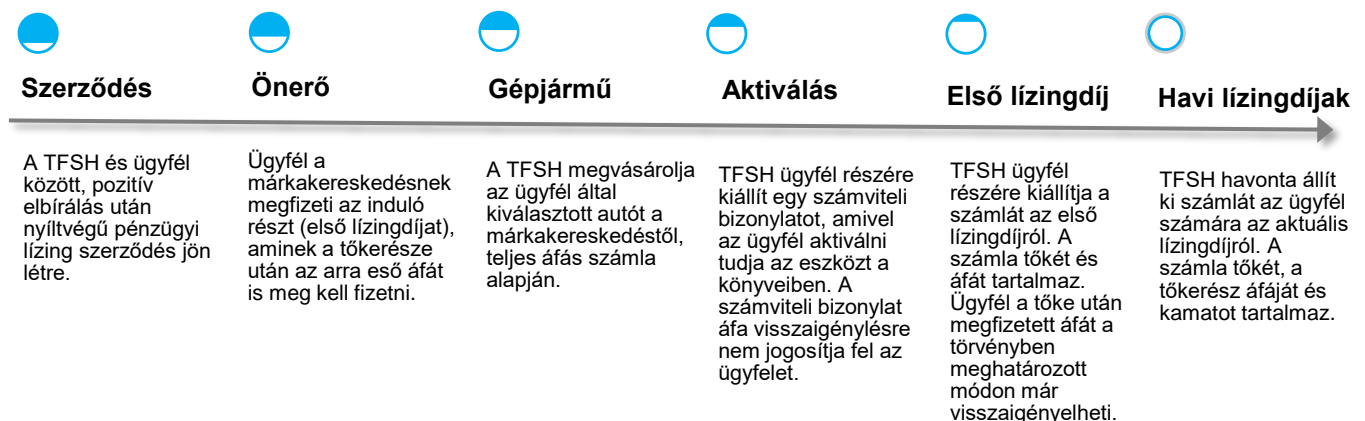 Szerződés
A TFSH és ügyfél
között, pozitív
elbírálás után
nyíltvégű pénzügyi
lízing szerződés jön
létre.
Önerő
Ügyfél a
márkakereskedésnek
megfizeti az induló
részt (első lízingdíjat),
aminek a tőkerésze
után az arra eső áfát
is meg kell fizetni.
Gépjármű
A TFSH megvásárolja
az ügyfél által
kiválasztott autót a
márkakereskedéstől,
teljes áfás számla
alapján.
Aktiválás
TFSH ügyfél részére
kiállít egy számviteli
bizonylatot, amivel
az ügyfél aktiválni
tudja az eszközt a
könyveiben. A
számviteli bizonylat
áfa visszaigénylésre
nem jogosítja fel az
ügyfelet.
Első lízingdíj
TFSH ügyfél
részére kiállítja a
számlát az első
lízingdíjról. A
számla tőkét és
áfát tartalmaz.
Ügyfél a tőke után
megfizetett áfát a
törvényben
meghatározott
módon már
visszaigényelheti.
Havi lízingdíjak
TFSH havonta állít
ki számlát az ügyfél
számára az aktuális
lízingdíjról. A
számla tőkét, a
tőkerész áfáját és
kamatot tartalmaz.